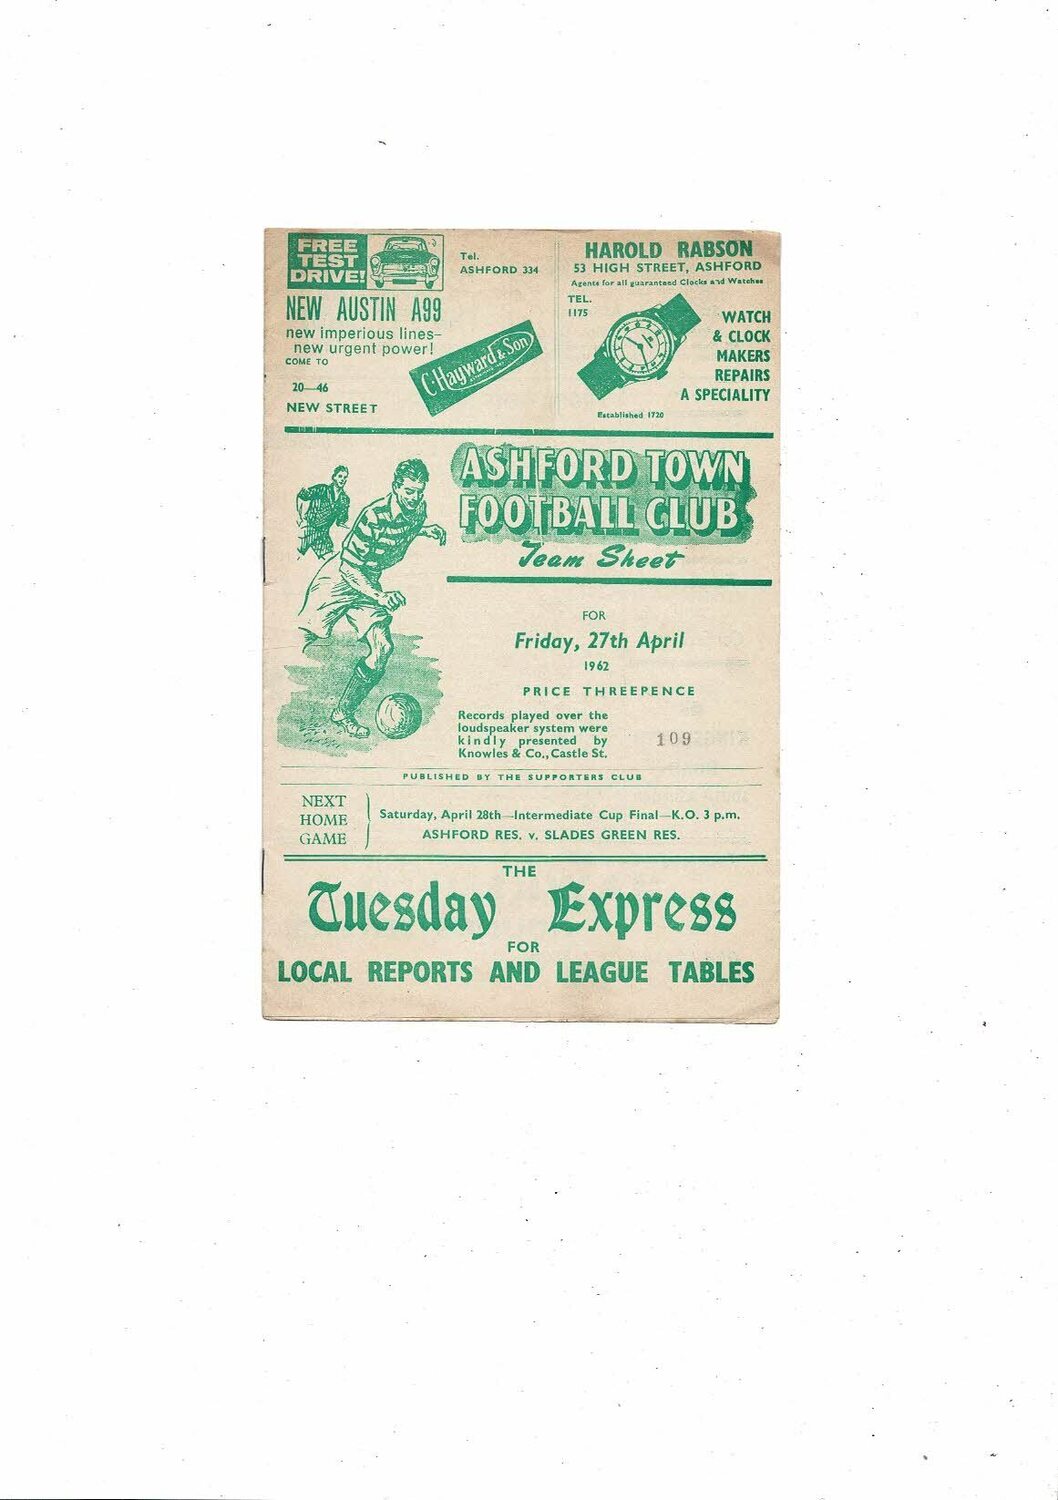 FREE
TEST
DRIVE!
NEW AUSTIN A99
new imperious lines—
new urgent power!
COME TO
20—46
NEW STREET
Tel.
ASHFORD 334
C. Hayward & Son
HAROLD RABSON
53 HIGH STREET, ASHFORD
Agents for all guaranteed Clocks and Watches
TEL.
1175
WATCH
& CLOCK
MAKERS
REPAIRS
A SPECIALITY
Established 1720
ASHFORD TOWN
FOOTBALL CLUB
Team Sheet
FOR
Friday, 27th April
1962
PRICE THREEPENCE
Records played over the
loudspeaker system were
kindly presented by
Knowles & Co., Castle St.
109
PUBLISHED BY THE SUPPORTERS CLUB
NEXT
HOME
GAME
Saturday, April 28th—Intermediate Cup Final—K.O. 3 p.m.
ASHFORD RES. v. SLADES GREEN RES.
THE
Tuesday Express
FOR
LOCAL REPORTS AND LEAGUE TABLES